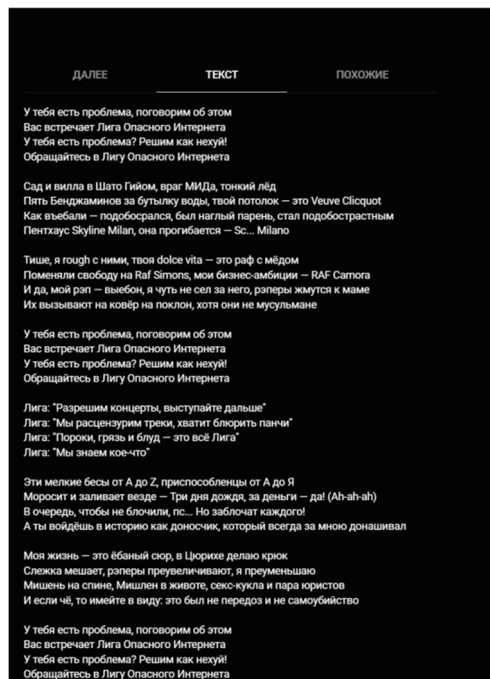 ДАЛЕЕ ТЕКСТ ПОХОЖИЕ
У тебя есть проблема, поговорим об этом
Вас встречает Лига Опасного Интернета
У тебя есть проблема? Решим как нехуй!
Обращайтесь в Лигу Опасного Интернета
Сад и вилла в Шато Гийом, враг МИДа, тонкий лёд
Пять Бенджаминов за бутылку воды, твой потолок — это Veuve Clicquot
Как въебали — подобосрался, был наглый парень, стал подобострастным
Пентхаус Skyline Milan, она прогибается — Sc... Milano
Тише, я rough с ними, твоя dolce vita — это раф с мёдом
Поменяли свободу на Raf Simons, мои бизнес-амбиции — RAF Camora
И да, мой рэп — выебон, я чуть не сел за него, рэперы жмутся к маме
Их вызывают на ковёр на поклон, хотя они не мусульмане
У тебя есть проблема, поговорим об этом
Вас встречает Лига Опасного Интернета
У тебя есть проблема? Решим как нехуй!
Обращайтесь в Лигу Опасного Интернета
Лига: "Разрешим концерты, выступайте дальше"
Лига: "Мы расцензурим треки, хватит блюрить панчи"
Лига: "Пороки, грязь и блуд — это всё Лига"
Лига: "Мы знаем кое-что"
Эти мелкие бесы от А до Z, приспособленцы от А до Я
Моросит и заливает везде — Три дня дождя, за деньги — да! (Ah-ah-ah)
В очередь, чтобы не блочили, пс... Но заблочат каждого!
А ты войдёшь в историю как доносчик, который всегда за мною донашивал
Моя жизнь — это ёбаный сюр, в Цюрихе делаю крюк
Слежка мешает, рэперы преувеличивают, я преуменьшаю
Мишень на спине, Мишлен в животе, секс-кукла и пара юристов
И если чё, то имейте в виду: это был не передоз и не самоубийство
У тебя есть проблема, поговорим об этом
Вас встречает Лига Опасного Интернета
У тебя есть проблема? Решим как нехуй!
Обращайтесь в Лигу Опасного Интернета